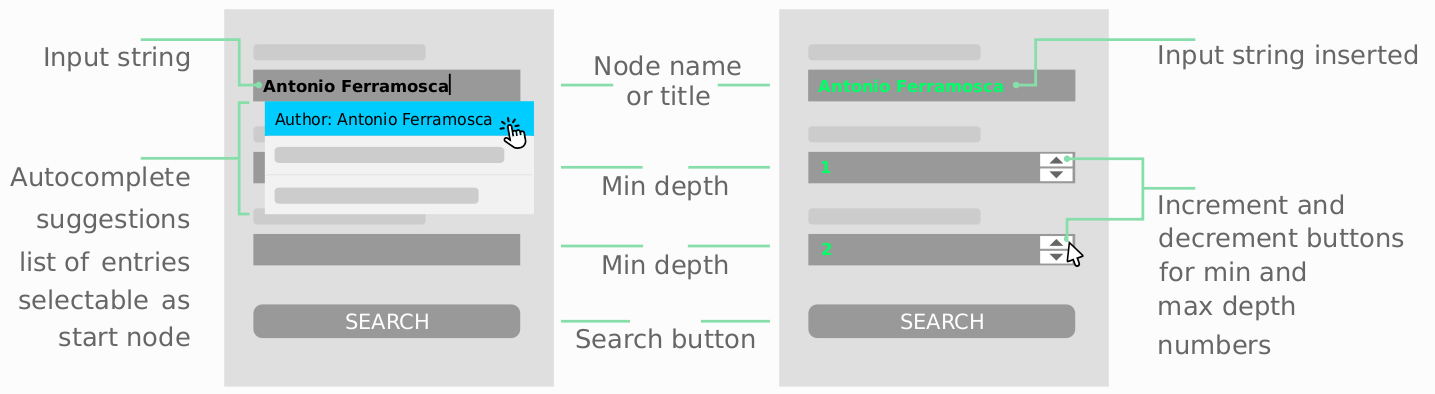 Input string
Autocomplete
suggestions
list of entries
selectable as
start node
Antonio Ferramosca
Author: Antonio Ferramosca
SEARCH
Node name
or title
Min depth
Min depth
Search button
Antonio Ferramosca
1
2
SEARCH
Input string inserted
Increment and
decrement buttons
for min and
max depth
numbers